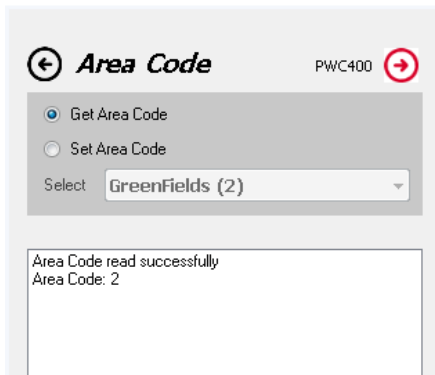 Area Code PWC400
Get Area Code
Set Area Code
Select GreenFields (2)
Area Code read successfully
Area Code: 2